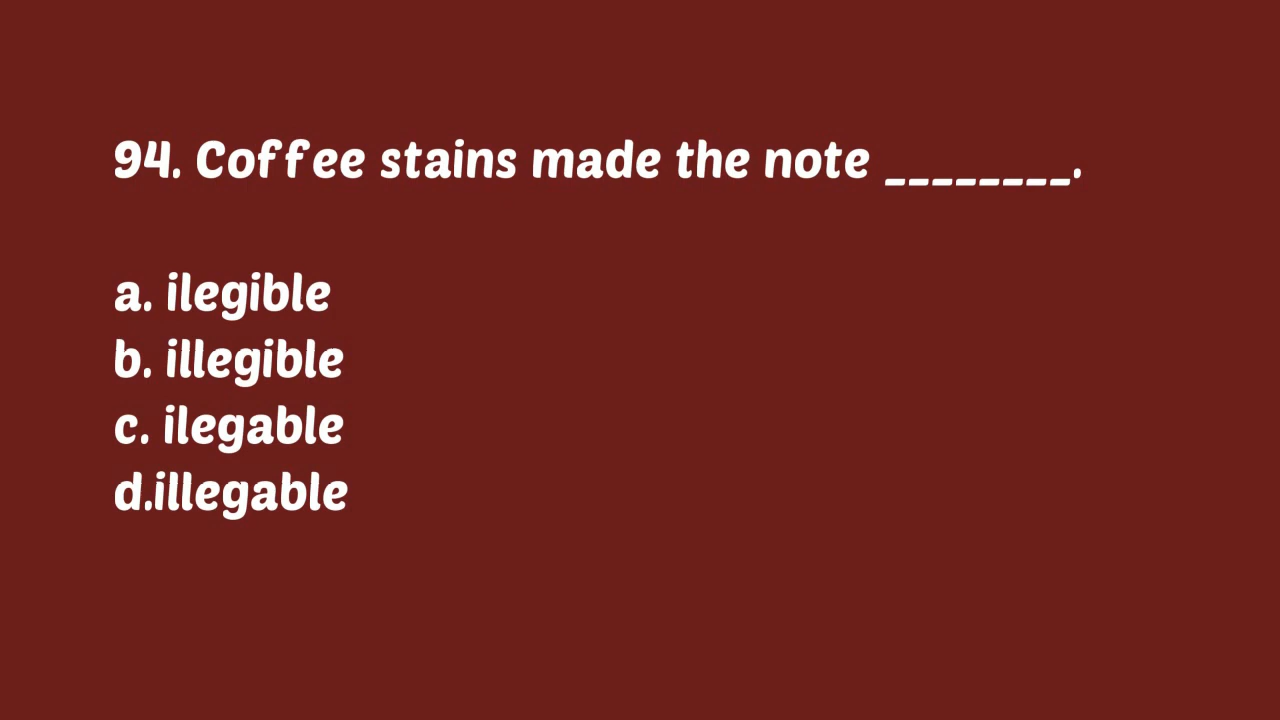 94. Coffee stains made the note ________.
a. ilegible
b. illegible
c. ilegable
d.illegable